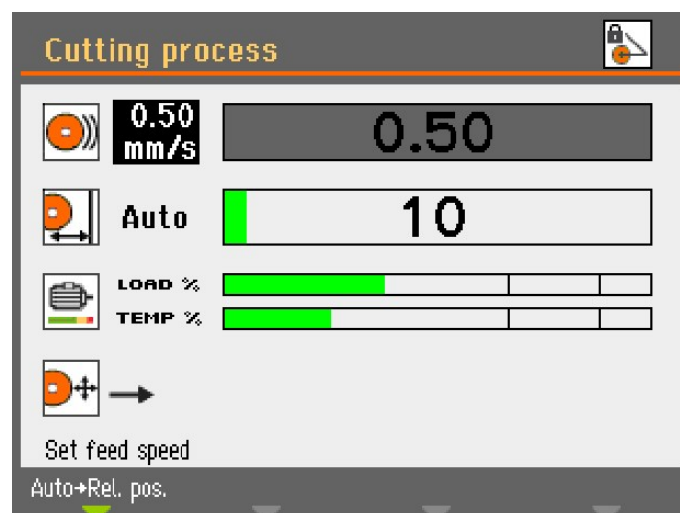 Cutting process
0.50
mm/s
0.50
Auto
10
LOAD %
TEMP %
Set feed speed
Auto→Rel. pos.